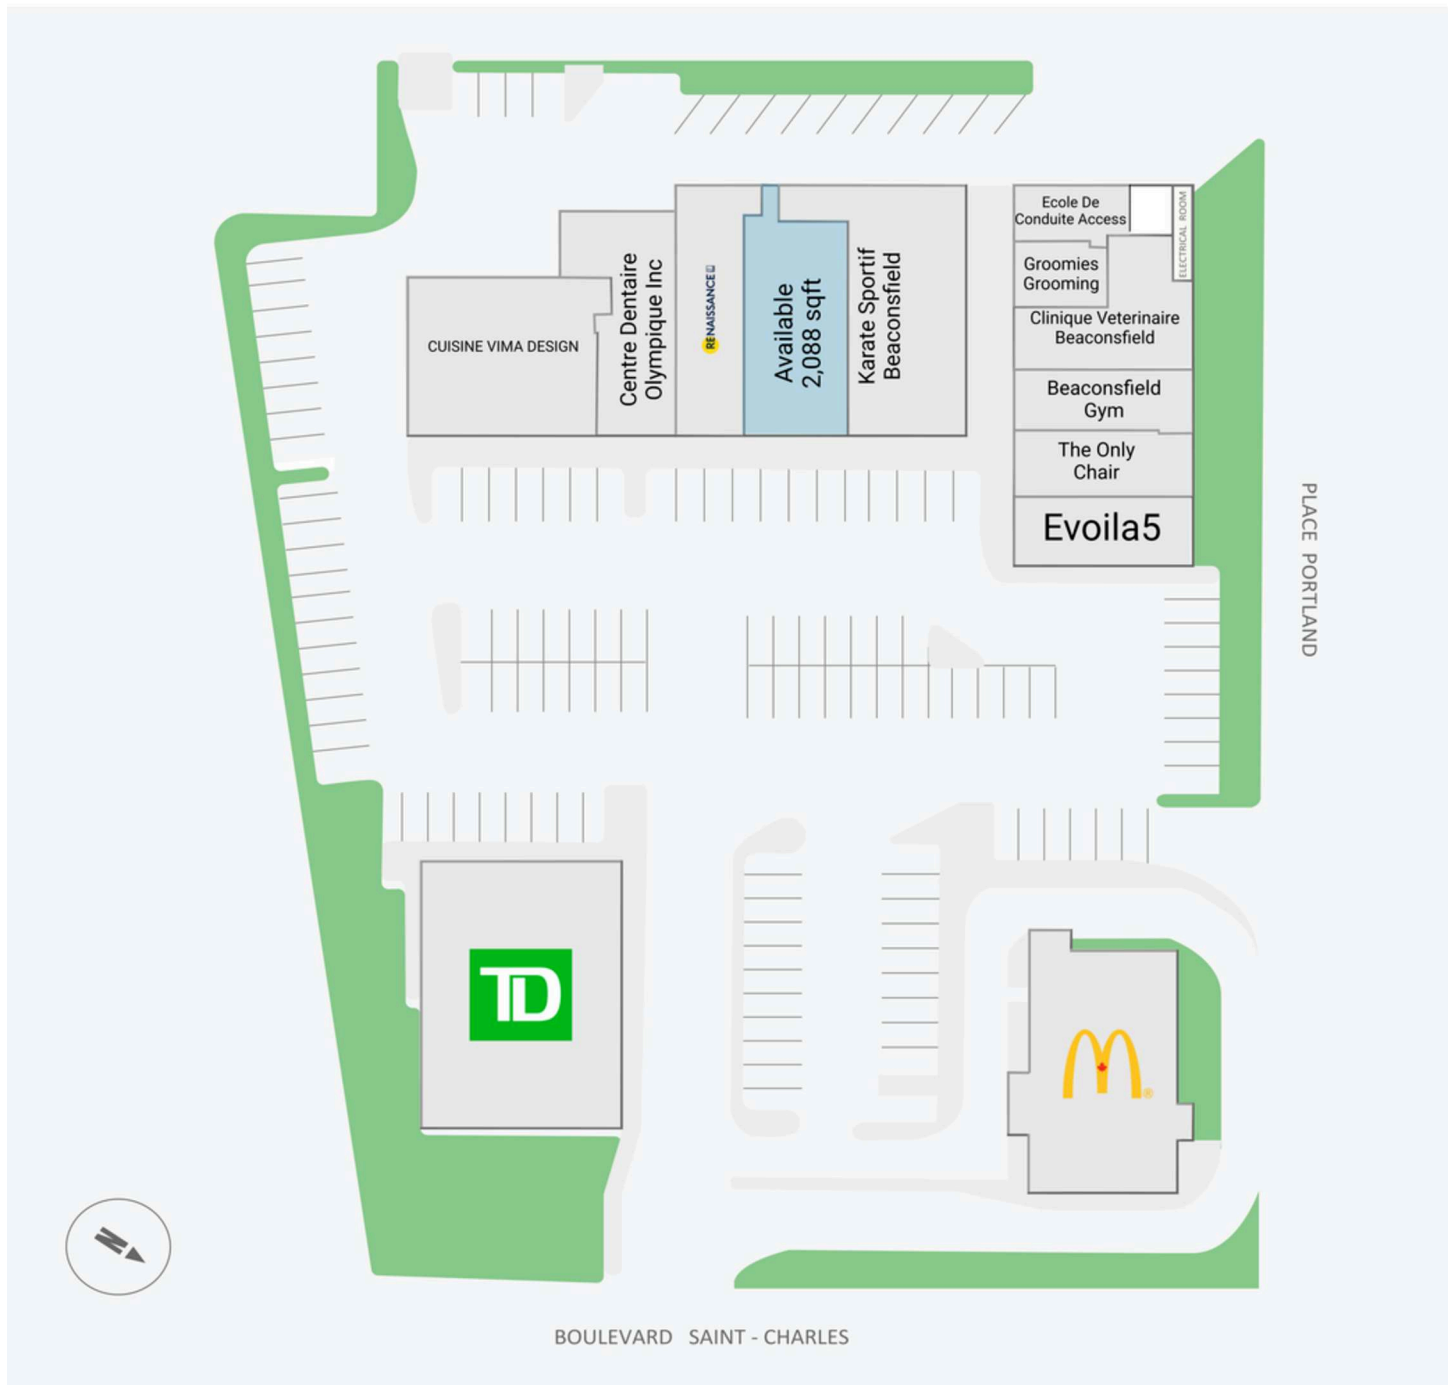 Ecole De
Conduite Access
ELECTRICAL ROOM
Groomies
Grooming
Clinique Veterinaire
Beaconsfield
Beaconsfield
Gym
The Only
Chair
Evoila5
CUISINE VIMA DESIGN
Centre Dentaire
Olympique Inc
RENAISSANCE
Available
2,088 sqft
Karate Sportif
Beaconsfield
PLACE PORTLAND
TD
M
®
N
BOULEVARD SAINT - CHARLES